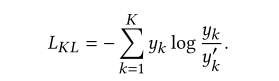 $L_{KL} = -\sum_{k=1}^{K} y_k \log \frac{y_k}{y'_k}.$